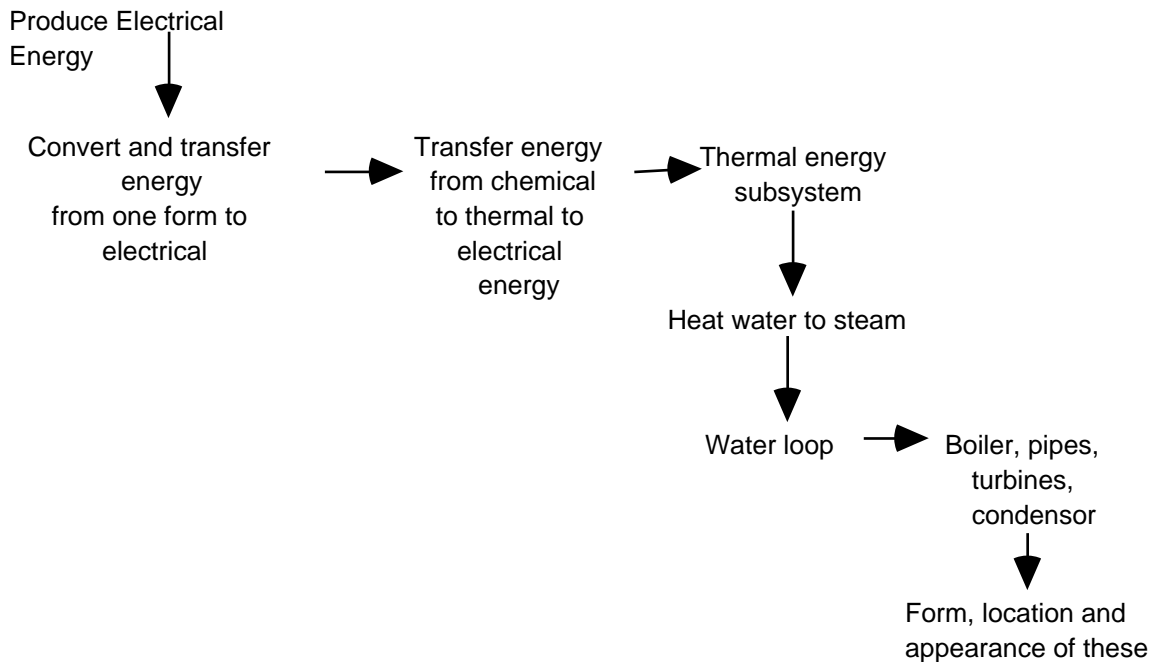 Produce Electrical
Energy
Convert and transfer
energy
from one form to
electrical
Transfer energy
from chemical
to thermal to
electrical
energy
Thermal energy
subsystem
Heat water to steam
Water loop
Boiler, pipes,
turbines,
condensor
Form, location and
appearance of these